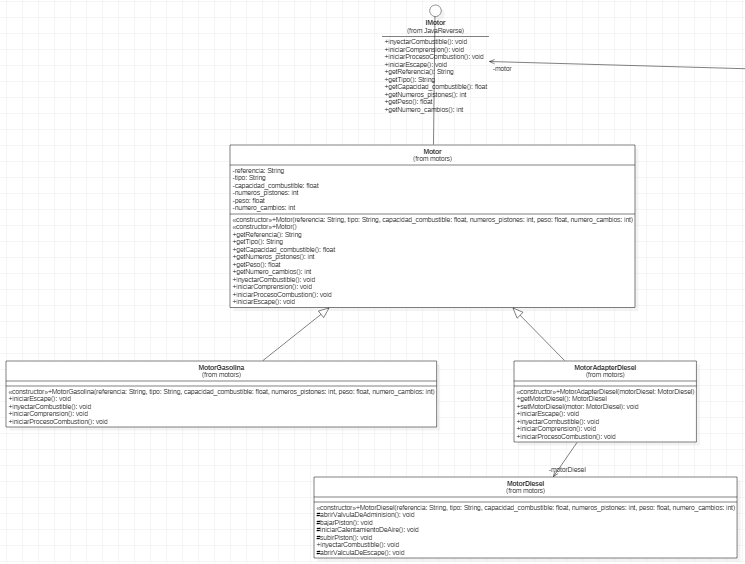 IMotor
(from JavaReverse)
+inyectarCombustible(): void
+iniciarComprension(): void
+iniciarProcesoCombustion(): void
+iniciarEscape(): void
+getReferencia(): String
+getTipo(): String
+getCapacidad_combustible(): float
+getNumeros_pistones(): int
+getPeso(): float
+getNumero_cambios(): int
-motor
Motor
(from motors)
-referencia: String
-tipo: String
-capacidad_combustible: float
-numeros_pistones: int
-peso: float
-numero_cambios: int
«constructor»+Motor(referencia: String, tipo: String, capacidad_combustible: float, numeros_pistones: int, peso: float, numero_cambios: int)
«constructor»+Motor()
+getReferencia(): String
+getTipo(): String
+getCapacidad_combustible(): float
+getNumeros_pistones(): int
+getPeso(): float
+getNumero_cambios(): int
+inyectarCombustible(): void
+iniciarComprension(): void
+iniciarProcesoCombustion(): void
+iniciarEscape(): void
MotorGasolina
(from motors)
«constructor»+MotorGasolina(referencia: String, tipo: String, capacidad_combustible: float, numeros_pistones: int, peso: float, numero_cambios: int)
+iniciarEscape(): void
+inyectarCombustible(): void
+iniciarComprension(): void
+iniciarProcesoCombustion(): void
MotorAdapterDiesel
(from motors)
«constructor»+MotorAdapterDiesel(motorDiesel: MotorDiesel)
+getMotorDiesel(): MotorDiesel
+setMotorDiesel(motor: MotorDiesel): void
+iniciarEscape(): void
+inyectarCombustible(): void
+iniciarComprension(): void
+iniciarProcesoCombustion(): void
-motorDiesel
MotorDiesel
(from motors)
«constructor»+MotorDiesel(referencia: String, tipo: String, capacidad_combustible: float, numeros_pistones: int, peso: float, numero_cambios: int)
#abrirValvulaDeAdminision(): void
#bajarPiston(): void
#iniciarCalentamientoDeAire(): void
#subirPiston(): void
+inyectarCombustible(): void
#abrirValculaDeEscape(): void